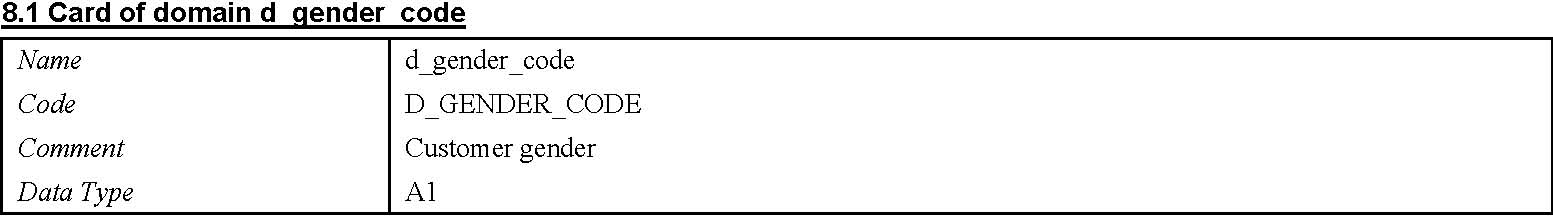 8.1 Card of domain d_gender_code
Name d_gender_code
Code D_GENDER_CODE
Comment Customer gender
Data Type A1